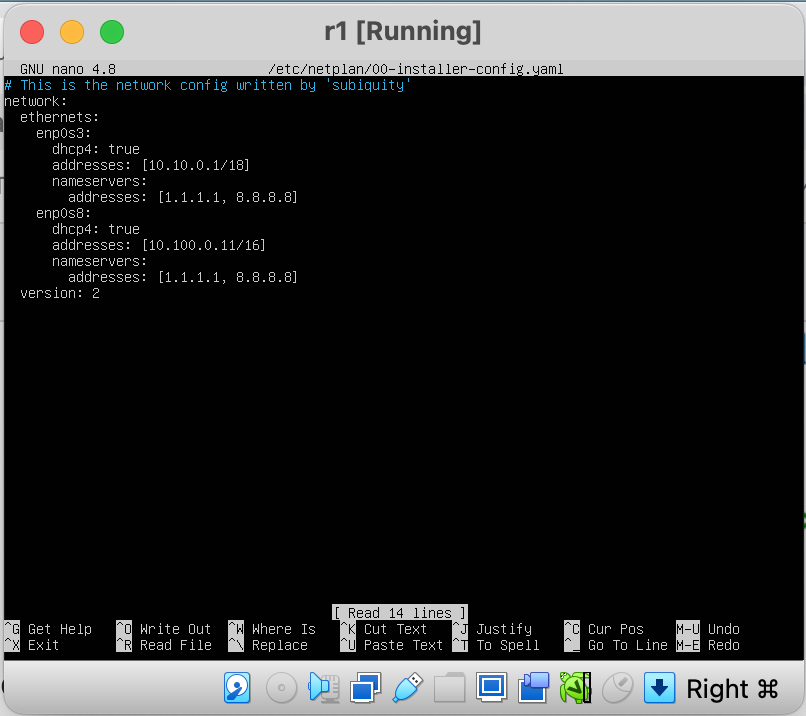 r1 [Running]
GNU nano 4.8 /etc/netplan/00-installer-config.yaml
# This is the network config written by 'subiquity'
network:
  ethernets:
    enp0s3:
      dhcp4: true
      addresses: [10.10.0.1/18]
      nameservers:
        addresses: [1.1.1.1, 8.8.8.8]
    enp0s8:
      dhcp4: true
      addresses: [10.100.0.11/16]
      nameservers:
        addresses: [1.1.1.1, 8.8.8.8]
  version: 2
[ Read 14 lines ]
^G Get Help ^O Write Out ^W Where Is ^K Cut Text ^J Justify ^C Cur Pos M-U Undo
^X Exit ^R Read File ^\ Replace ^U Paste Text ^T To Spell ^_ Go To Line M-E Redo
Right ⌘